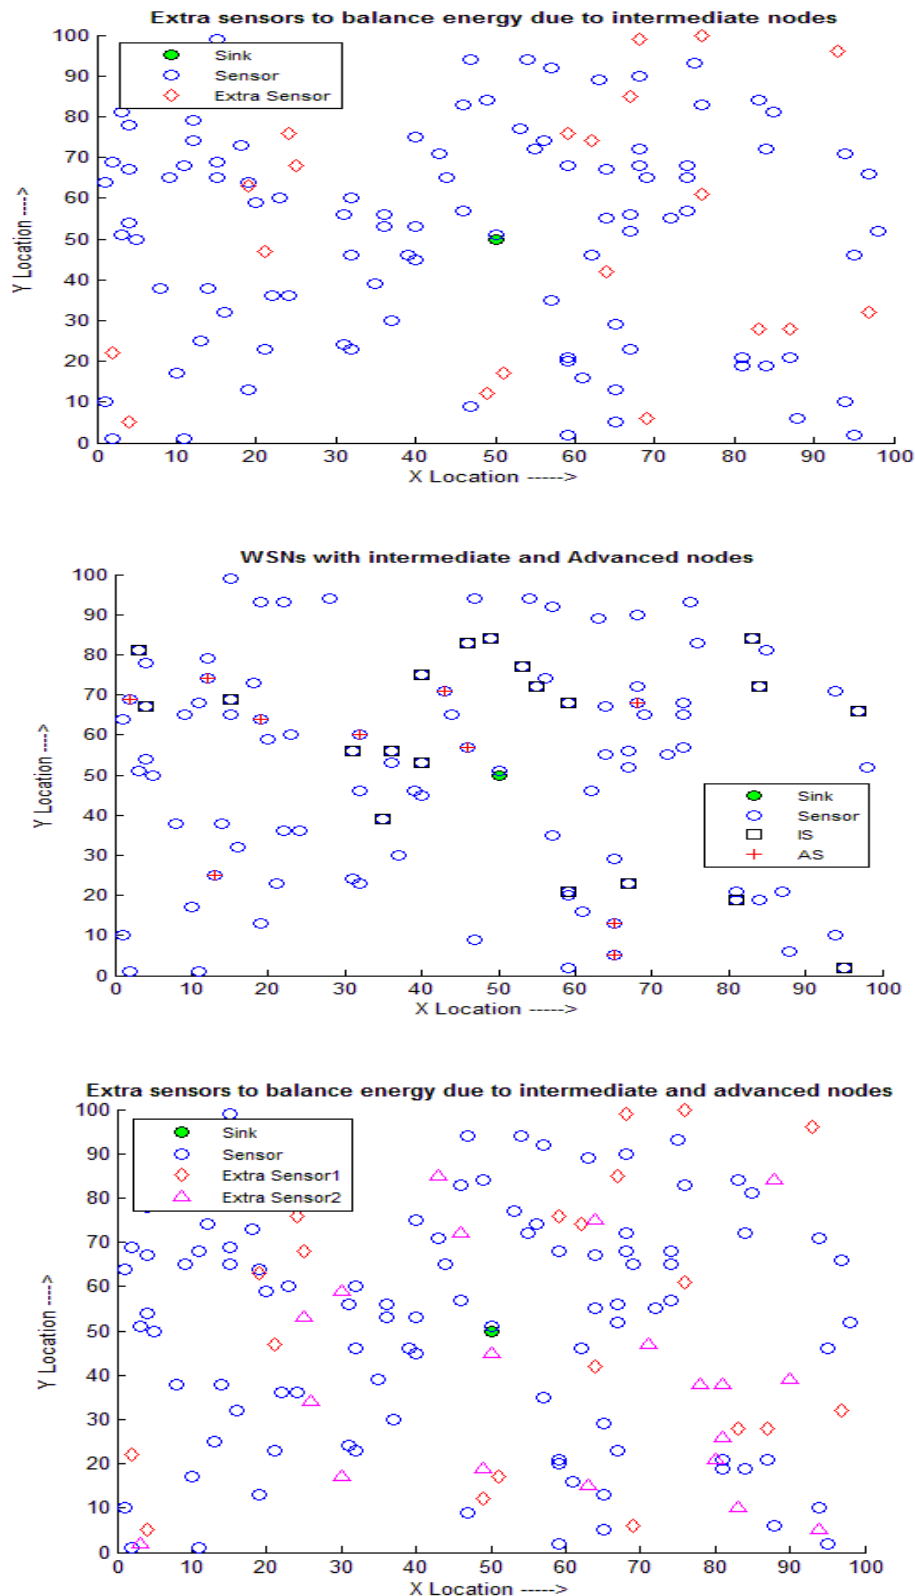 Extra sensors to balance energy due to intermediate nodes
100
90
80
70
60
50
40
30
20
10
0
Y Location ---->
Sink
Sensor
Extra Sensor
0 10 20 30 40 50 60 70 80 90 100
X Location ----->
WSNs with intermediate and Advanced nodes
100
90
80
70
60
50
40
30
20
10
0
Y Location ---->
Sink
Sensor
IS
AS
0 10 20 30 40 50 60 70 80 90 100
X Location ----->
Extra sensors to balance energy due to intermediate and advanced nodes
100
90
80
70
60
50
40
30
20
10
0
Y Location ---->
Sink
Sensor
Extra Sensor1
Extra Sensor2
0 10 20 30 40 50 60 70 80 90 100
X Location ----->